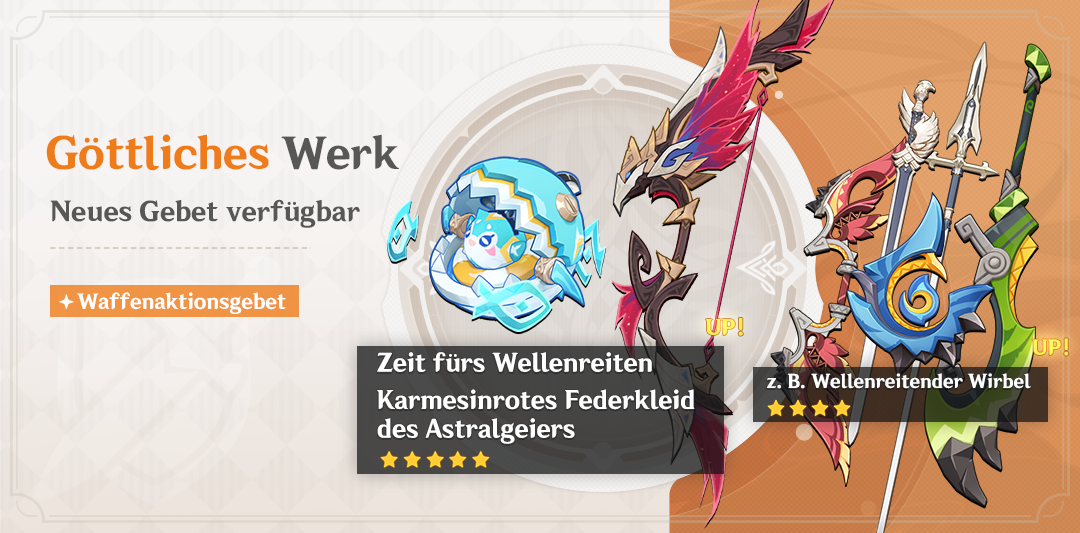 Göttliches Werk
Neues Gebet verfügbar
Waffenaktionsgebet
Zeit fürs Wellenreiten
Karmesinrotes Federkleid
des Astralgeiers
UP!
z. B. Wellenreitender Wirbel
UP!